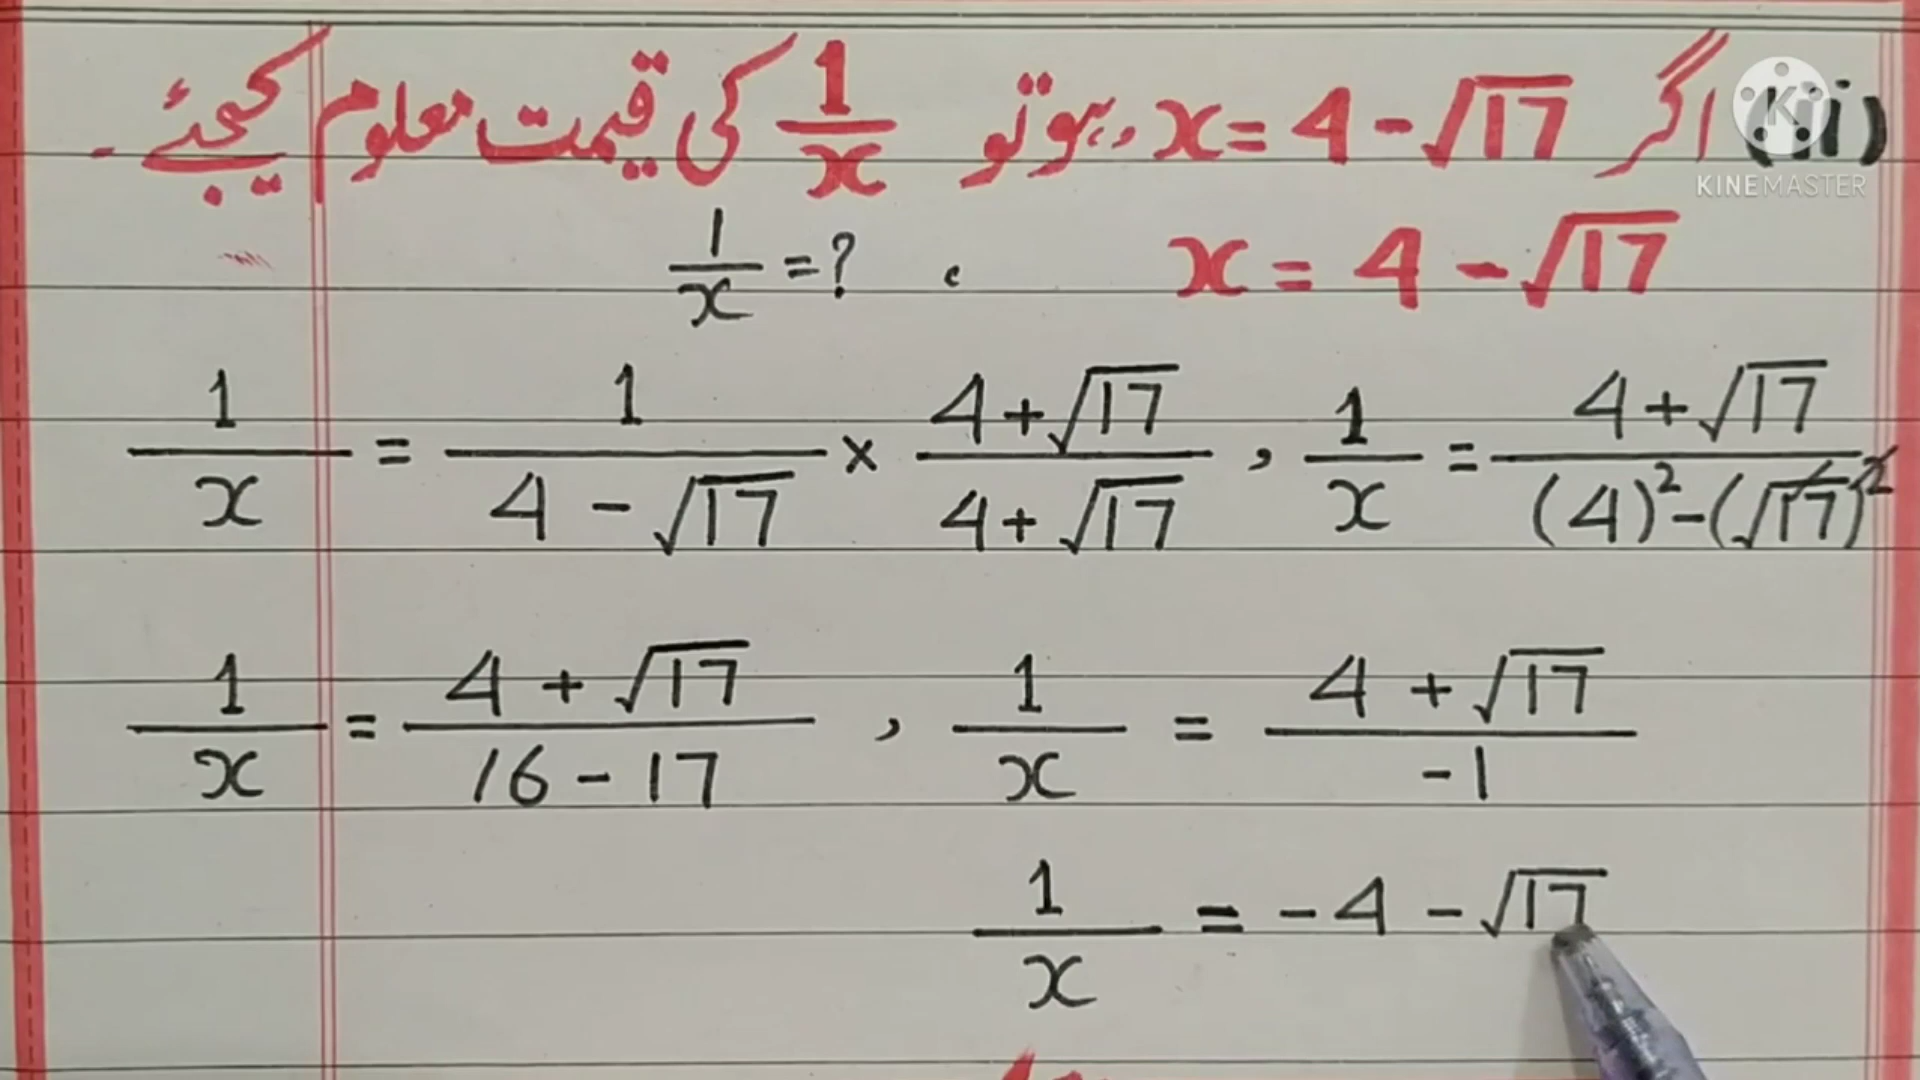 (ii) اگر x = 4 - √17 ہو، تو 1/x کی قیمت معلوم کیجئے۔
KINEMASTER
x = 4 - √17 ، 1/x = ?
1/x = 1/(4 - √17) × (4 + √17)/(4 + √17) , 1/x = (4 + √17)/((4)² - (√17)²)
1/x = (4 + √17)/(16 - 17) , 1/x = (4 + √17)/-1
1/x = -4 - √17